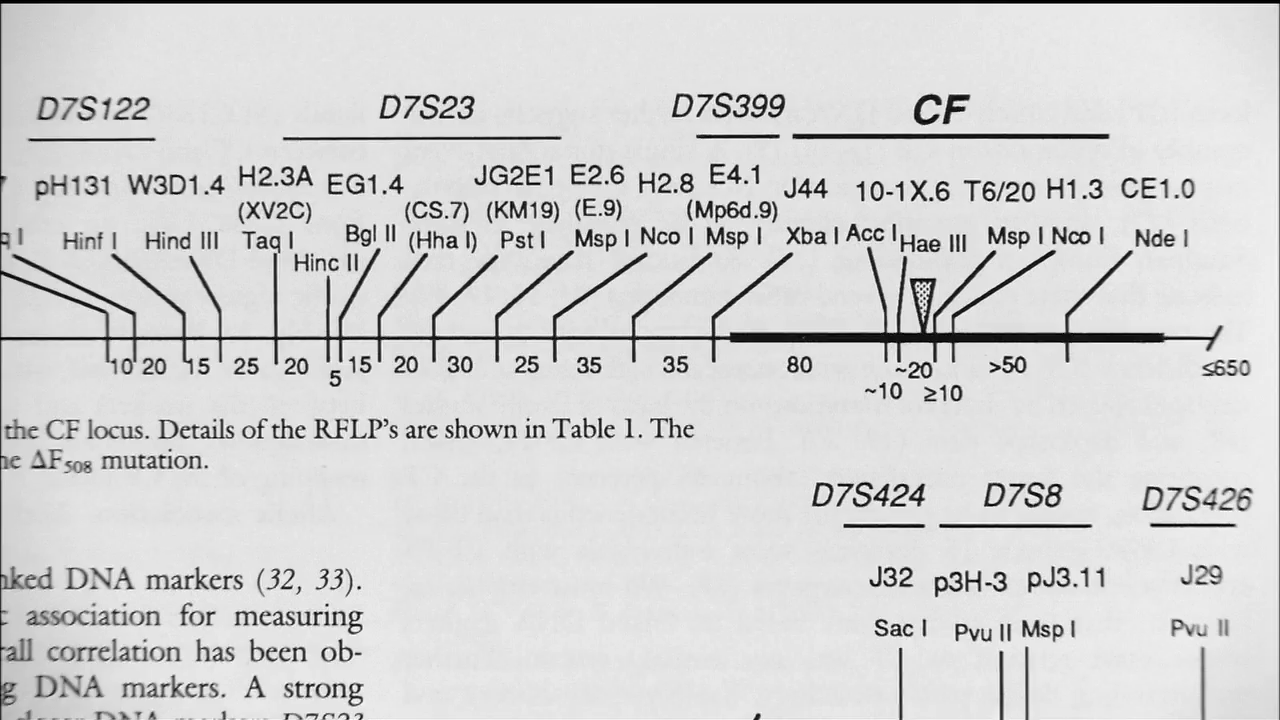 D7S122 D7S23 D7S399 CF
pH131 W3D1.4 H2.3A EG1.4 JG2E1 E2.6 H2.8 E4.1 J44 10-1X.6 T6/20 H1.3 CE1.0
(XV2C) (CS.7) (KM19) (E.9) (Mp6d.9)
Hinf I Hind III Taq I Bgl II (Hha I) Pst I Msp I Nco I Msp I Xba I Acc I Hae III Msp I Nco I Nde I
Hinc II
10 20 15 25 20 15 20 30 25 35 35 80 ~20 >50 ≤650
5 ~10 ≥10
the CF locus. Details of the RFLP's are shown in Table 1. The
ne ΔF508 mutation.
D7S424 D7S8 D7S426
J32 p3H-3 pJ3.11 J29
Sac I Pvu II Msp I Pvu II
nked DNA markers (32, 33).
c association for measuring
rall correlation has been ob-
g DNA markers. A strong
DNA markers D7S23